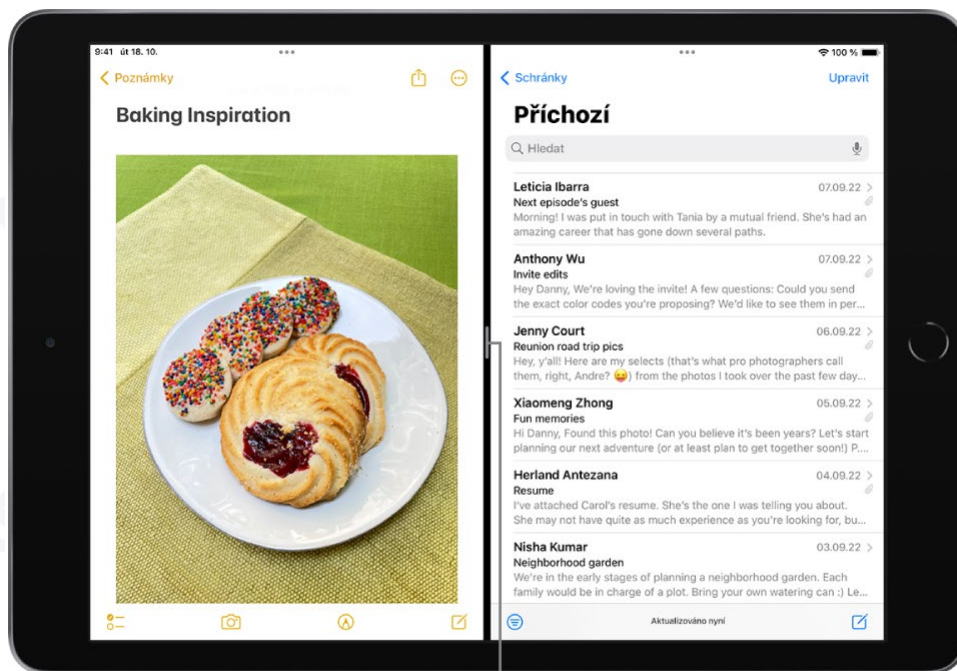 9:41 út 18. 10.
100 %
Poznámky
Baking Inspiration
Schránky
Upravit
Příchozí
Hledat
Leticia Ibarra 07.09.22
Next episode's guest
Morning! I was put in touch with Tania by a mutual friend. She's had an
amazing career that has gone down several paths.
Anthony Wu 07.09.22
Invite edits
Hey Danny, We're loving the invite! A few questions: Could you send
the exact color codes you're proposing? We'd like to see them in per...
Jenny Court 06.09.22
Reunion road trip pics
Hey, y'all! Here are my selects (that's what pro photographers call
them, right, Andre? 😝) from the photos I took over the past few day...
Xiaomeng Zhong 05.09.22
Fun memories
Hi Danny, Found this photo! Can you believe it's been years? Let's start
planning our next adventure (or at least plan to get together soon!) P....
Herland Antezana 04.09.22
Resume
I've attached Carol's resume. She's the one I was telling you about.
She may not have quite as much experience as you're looking for, bu...
Nisha Kumar 03.09.22
Neighborhood garden
We're in the early stages of planning a neighborhood garden. Each
family would be in charge of a plot. Bring your own watering can :) Le...
Aktualizováno nyní